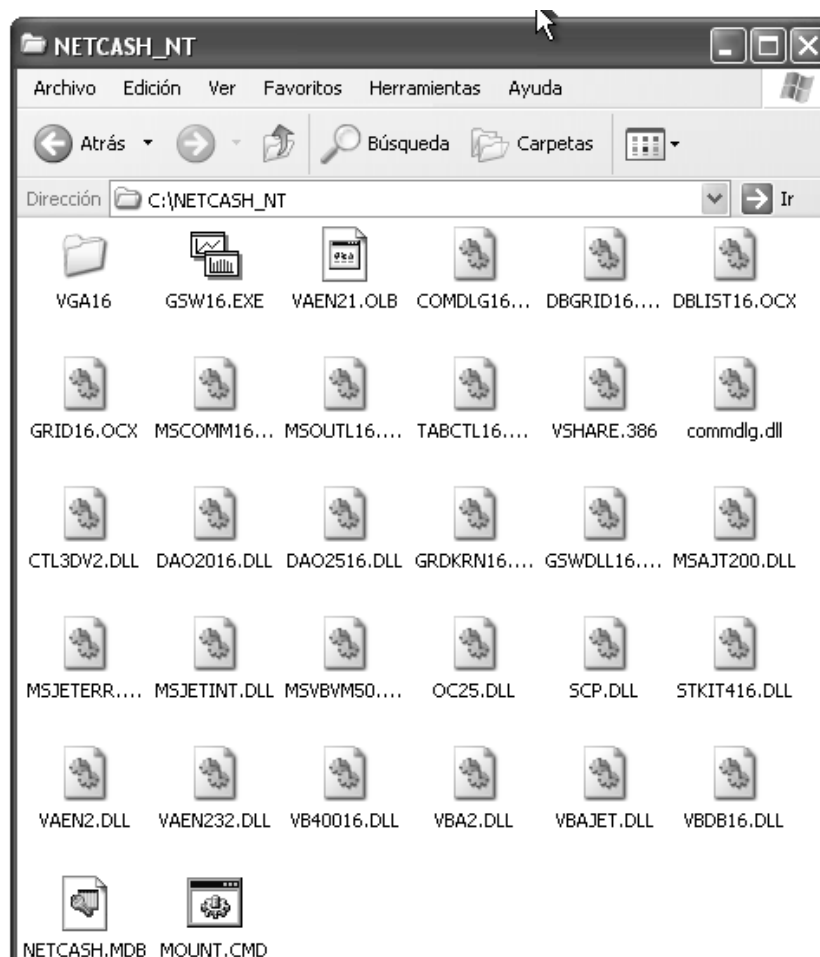 NETCASH_NT
Archivo Edición Ver Favoritos Herramientas Ayuda
Atrás Búsqueda Carpetas
Dirección C:\NETCASH_NT Ir
VGA16 GSW16.EXE VAEN21.OLB COMDLG16... DBGRID16.... DBLIST16.OCX
GRID16.OCX MSCOMM16... MSOUTL16.... TABCTL16.... VSHARE.386 commdlg.dll
CTL3DV2.DLL DAO2016.DLL DAO2516.DLL GRDKRN16.... GSWDLL16.... MSAJT200.DLL
MSJETERR.... MSJETINT.DLL MSVBVM50.... OC25.DLL SCP.DLL STKIT416.DLL
VAEN2.DLL VAEN232.DLL VB40016.DLL VBA2.DLL VBAJET.DLL VBDB16.DLL
NETCASH.MDB MOUNT.CMD